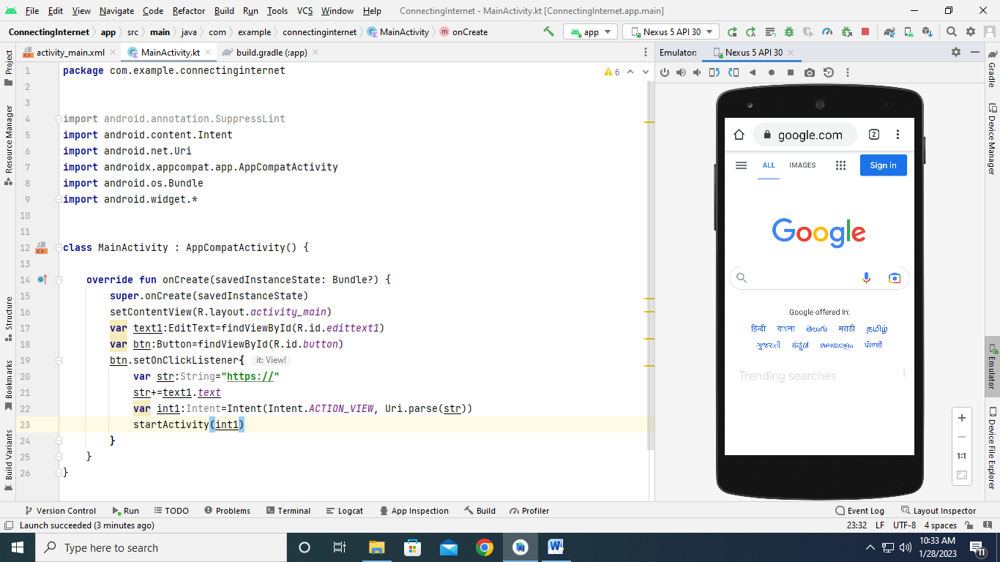 File Edit View Navigate Code Refactor Build Run Tools VCS Window Help ConnectingInternet - MainActivity.kt [ConnectingInternet.app.main]
ConnectingInternet app src main java com example connectinginternet MainActivity m onCreate app Nexus 5 API 30
activity_main.xml MainActivity.kt build.gradle (:app) Emulator: Nexus 5 API 30
Project
Resource Manager
Structure
Bookmarks
Build Variants
1 package com.example.connectinginternet 6
2
3
4 import android.annotation.SuppressLint
5 import android.content.Intent
6 import android.net.Uri
7 import androidx.appcompat.app.AppCompatActivity
8 import android.os.Bundle
9 import android.widget.*
10
11
12 class MainActivity : AppCompatActivity() {
13
14 override fun onCreate(savedInstanceState: Bundle?) {
15 super.onCreate(savedInstanceState)
16 setContentView(R.layout.activity_main)
17 var text1:EditText=findViewById(R.id.edittext1)
18 var btn:Button=findViewById(R.id.button)
19 btn.setOnClickListener{ it: View!
20 var str:String="https://"
21 str+=text1.text
22 var int1:Intent=Intent(Intent.ACTION_VIEW, Uri.parse(str))
23 startActivity(int1)
24 }
25 }
26 }
google.com 2
ALL IMAGES Sign in
Google
Google offered in:
हिन्दी বাংলা తెలుగు मराठी தமிழ்
ગુજરાતી ಕನ್ನಡ മലയാളം ਪੰਜਾਬੀ
Trending searches
+
−
1:1
Gradle
Device Manager
Emulator
Device File Explorer
Version Control Run TODO Problems Terminal Logcat App Inspection Build Profiler Event Log Layout Inspector
Launch succeeded (3 minutes ago) 23:32 LF UTF-8 4 spaces
Type here to search W 10:33 AM
1/28/2023 11